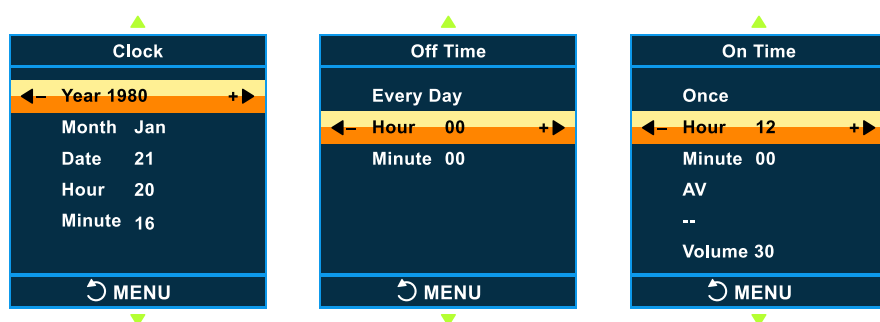 Clock
– Year 1980 +
Month Jan
Date 21
Hour 20
Minute 16
MENU
Off Time
Every Day
– Hour 00 +
Minute 00
MENU
On Time
Once
– Hour 12 +
Minute 00
AV
--
Volume 30
MENU